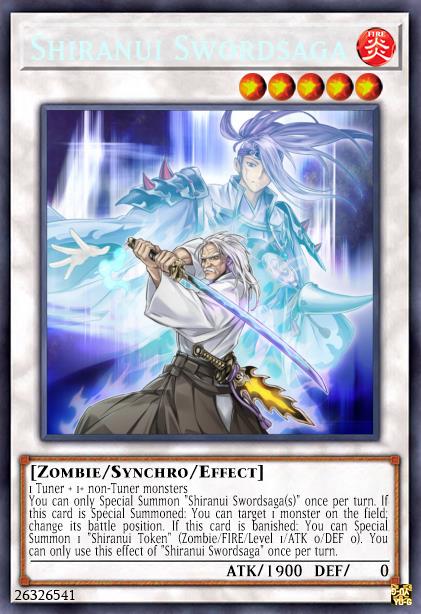 Shiranui Swordsaga
FIRE
炎
[Zombie/Synchro/Effect]
1 Tuner + 1+ non-Tuner monsters
You can only Special Summon "Shiranui Swordsaga(s)" once per turn. If
this card is Special Summoned: You can target 1 monster on the field;
change its battle position. If this card is banished: You can Special
Summon 1 "Shiranui Token" (Zombie/FIRE/Level 1/ATK 0/DEF 0). You
can only use this effect of "Shiranui Swordsaga" once per turn.
ATK/1900 DEF/ 0
26326541